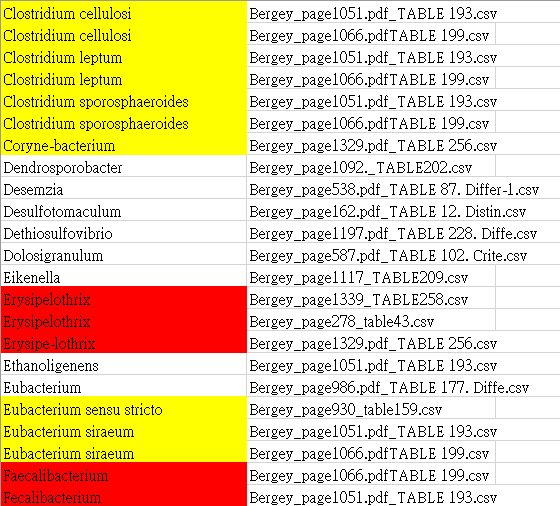 Clostridium cellulosi Bergey_page1051.pdf_TABLE 193.csv
Clostridium cellulosi Bergey_page1066.pdfTABLE 199.csv
Clostridium leptum Bergey_page1051.pdf_TABLE 193.csv
Clostridium leptum Bergey_page1066.pdfTABLE 199.csv
Clostridium sporosphaeroides Bergey_page1051.pdf_TABLE 193.csv
Clostridium sporosphaeroides Bergey_page1066.pdfTABLE 199.csv
Coryne-bacterium Bergey_page1329.pdf_TABLE 256.csv
Dendrosporobacter Bergey_page1092._TABLE202.csv
Desemzia Bergey_page538.pdf_TABLE 87. Differ-1.csv
Desulfotomaculum Bergey_page162.pdf_TABLE 12. Distin.csv
Dethiosulfovibrio Bergey_page1197.pdf_TABLE 228. Diffe.csv
Dolosigranulum Bergey_page587.pdf_TABLE 102. Crite.csv
Eikenella Bergey_page1117_TABLE209.csv
Erysipelothrix Bergey_page1339_TABLE258.csv
Erysipelothrix Bergey_page278_table43.csv
Erysipe-lothrix Bergey_page1329.pdf_TABLE 256.csv
Ethanoligenens Bergey_page1051.pdf_TABLE 193.csv
Eubacterium Bergey_page986.pdf_TABLE 177. Diffe.csv
Eubacterium sensu stricto Bergey_page930_table159.csv
Eubacterium siraeum Bergey_page1051.pdf_TABLE 193.csv
Eubacterium siraeum Bergey_page1066.pdfTABLE 199.csv
Faecalibacterium Bergey_page1066.pdfTABLE 199.csv
Fecalibacterium Bergey_page1051.pdf_TABLE 193.csv